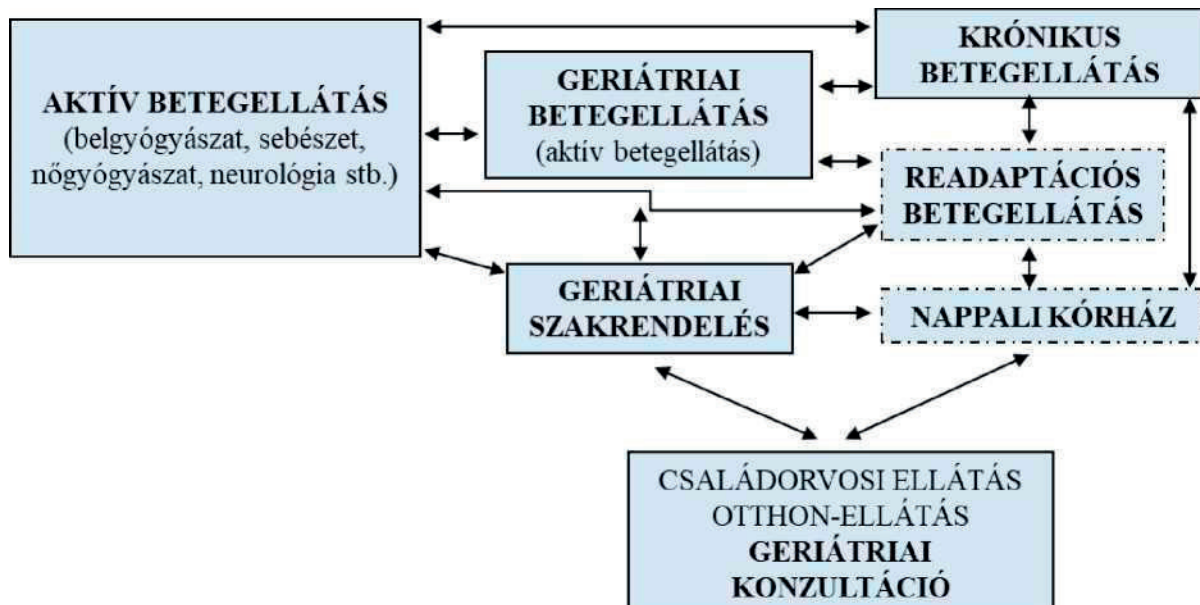 AKTÍV BETEGELLÁTÁS
(belgyógyászat, sebészet,
nőgyógyászat, neurológia stb.)
GERIÁTRIAI
BETEGELLÁTÁS
(aktív betegellátás)
KRÓNIKUS
BETEGELLÁTÁS
READAPTÁCIÓS
BETEGELLÁTÁS
GERIÁTRIAI
SZAKRENDELÉS
NAPPALI KÓRHÁZ
CSALÁDORVOSI ELLÁTÁS
OTTHON-ELLÁTÁS
GERIÁTRIAI
KONZULTÁCIÓ